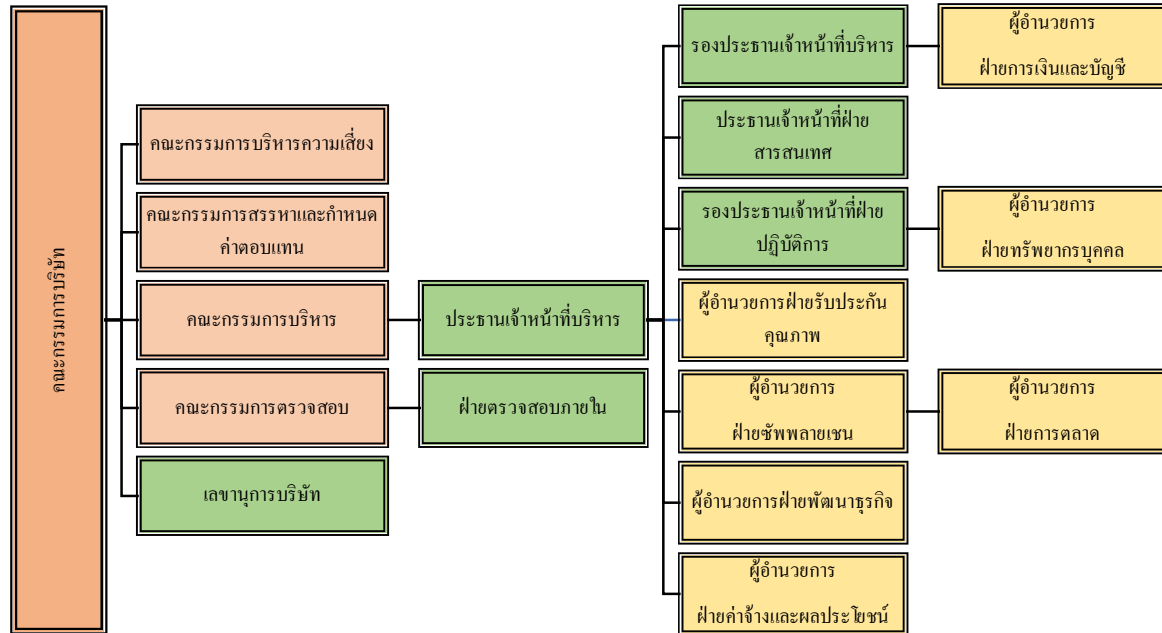 คณะกรรมการบริษัท
คณะกรรมการบริหารความเสี่ยง
คณะกรรมการสรรหาและกำหนด
ค่าตอบแทน
คณะกรรมการบริหาร
คณะกรรมการตรวจสอบ
เลขานุการบริษัท
ประธานเจ้าหน้าที่บริหาร
ฝ่ายตรวจสอบภายใน
รองประธานเจ้าหน้าที่บริหาร
ประธานเจ้าหน้าที่ฝ่าย
สารสนเทศ
รองประธานเจ้าหน้าที่ฝ่าย
ปฏิบัติการ
ผู้อำนวยการฝ่ายรับประกัน
คุณภาพ
ผู้อำนวยการ
ฝ่ายซัพพลายเชน
ผู้อำนวยการฝ่ายพัฒนาธุรกิจ
ผู้อำนวยการ
ฝ่ายค่าจ้างและผลประโยชน์
ผู้อำนวยการ
ฝ่ายการเงินและบัญชี
ผู้อำนวยการ
ฝ่ายทรัพยากรบุคคล
ผู้อำนวยการ
ฝ่ายการตลาด